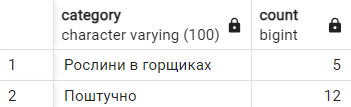 category count
character varying (100) bigint
1 Рослини в горщиках 5
2 Поштучно 12